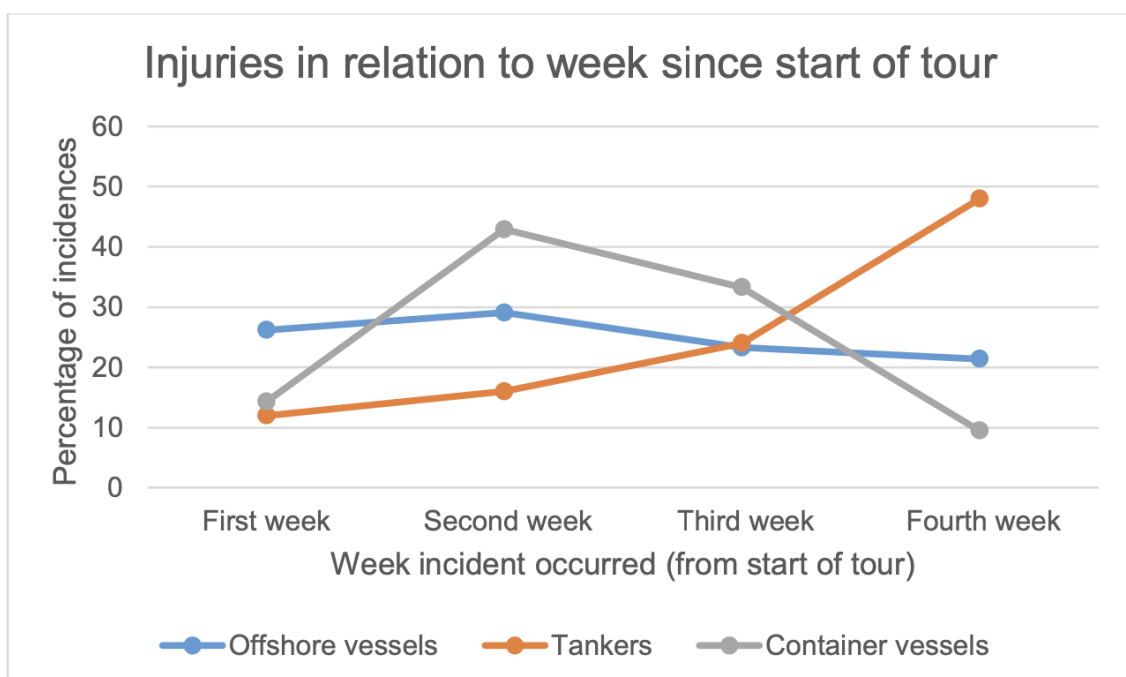 Injuries in relation to week since start of tour
Percentage of incidences
60
50
40
30
20
10
0
First week Second week Third week Fourth week
Week incident occurred (from start of tour)
Offshore vessels Tankers Container vessels